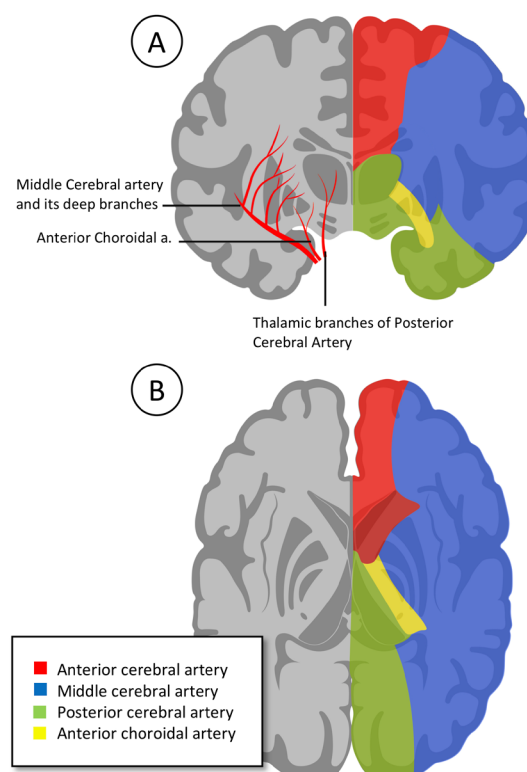 A
Middle Cerebral artery
and its deep branches
Anterior Choroidal a.
Thalamic branches of Posterior
Cerebral Artery
B
Anterior cerebral artery
Middle cerebral artery
Posterior cerebral artery
Anterior choroidal artery